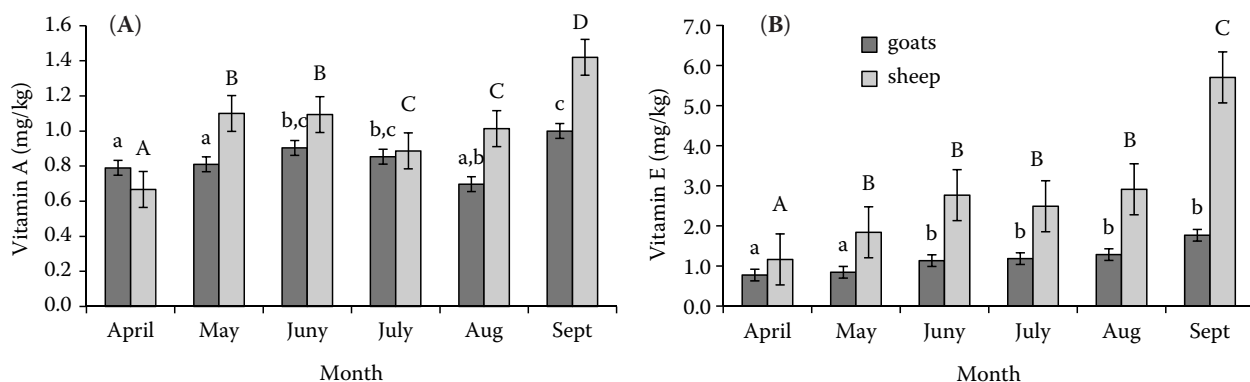 (A)
Vitamin A (mg/kg)
1.6
1.4
1.2
1.0
0.8
0.6
0.4
0.2
0.0
a A a B b,c B b,c C a,b C c D
April May Juny July Aug Sept
Month
(B)
goats
sheep
Vitamin E (mg/kg)
7.0
6.0
5.0
4.0
3.0
2.0
1.0
0.0
a A a B b B b B b B b C
April May Juny July Aug Sept
Month